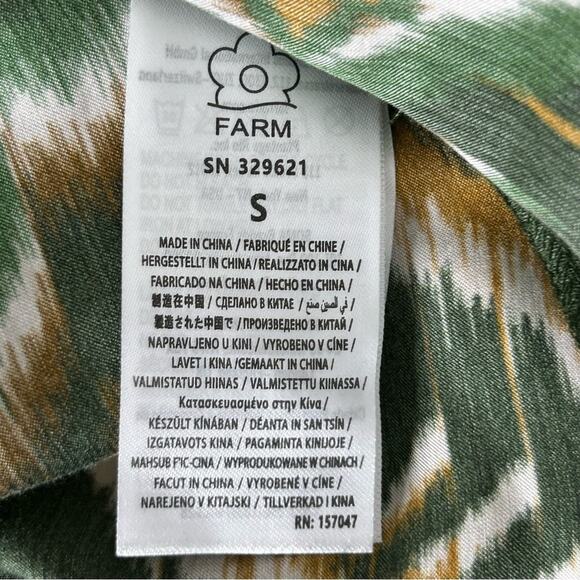 FARM
SN 329621
S
MADE IN CHINA / FABRIQUÉ EN CHINE /
HERGESTELLT IN CHINA / REALIZZATO IN CINA /
FABRICADO NA CHINA / HECHO EN CHINA /
製造在中国 / СДЕЛАНО В КИТАЕ / في الصين صنع /
製造された中国で / ПРОИЗВЕДЕНО В КИТАЙ /
NAPRAVLJENO U KINI / VYROBENO V CÍNE /
LAVET I KINA /GEMAAKT IN CHINA /
VALMISTATUD HIINAS / VALMISTETTU KIINASSA /
Κατασκευασμένο στην Κίνα /
KÉSZÜLT KÍNÁBAN / DÉANTA IN SAN TSÍN /
IZGATAVOTS KINA / PAGAMINTA KINIJOJE /
MAHSUB F'IC-CINA / WYPRODUKOWANE W CHINACH /
FACUT IN CHINA / VYROBENÉ V CÍNE /
NAREJENO V KITAJSKI / TILLVERKAD I KINA
RN: 157047